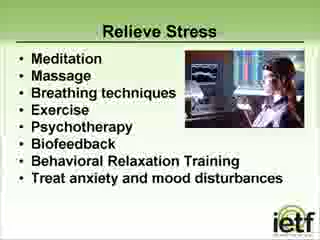 Relieve Stress
• Meditation
• Massage
• Breathing techniques
• Exercise
• Psychotherapy
• Biofeedback
• Behavioral Relaxation Training
• Treat anxiety and mood disturbances
ietf